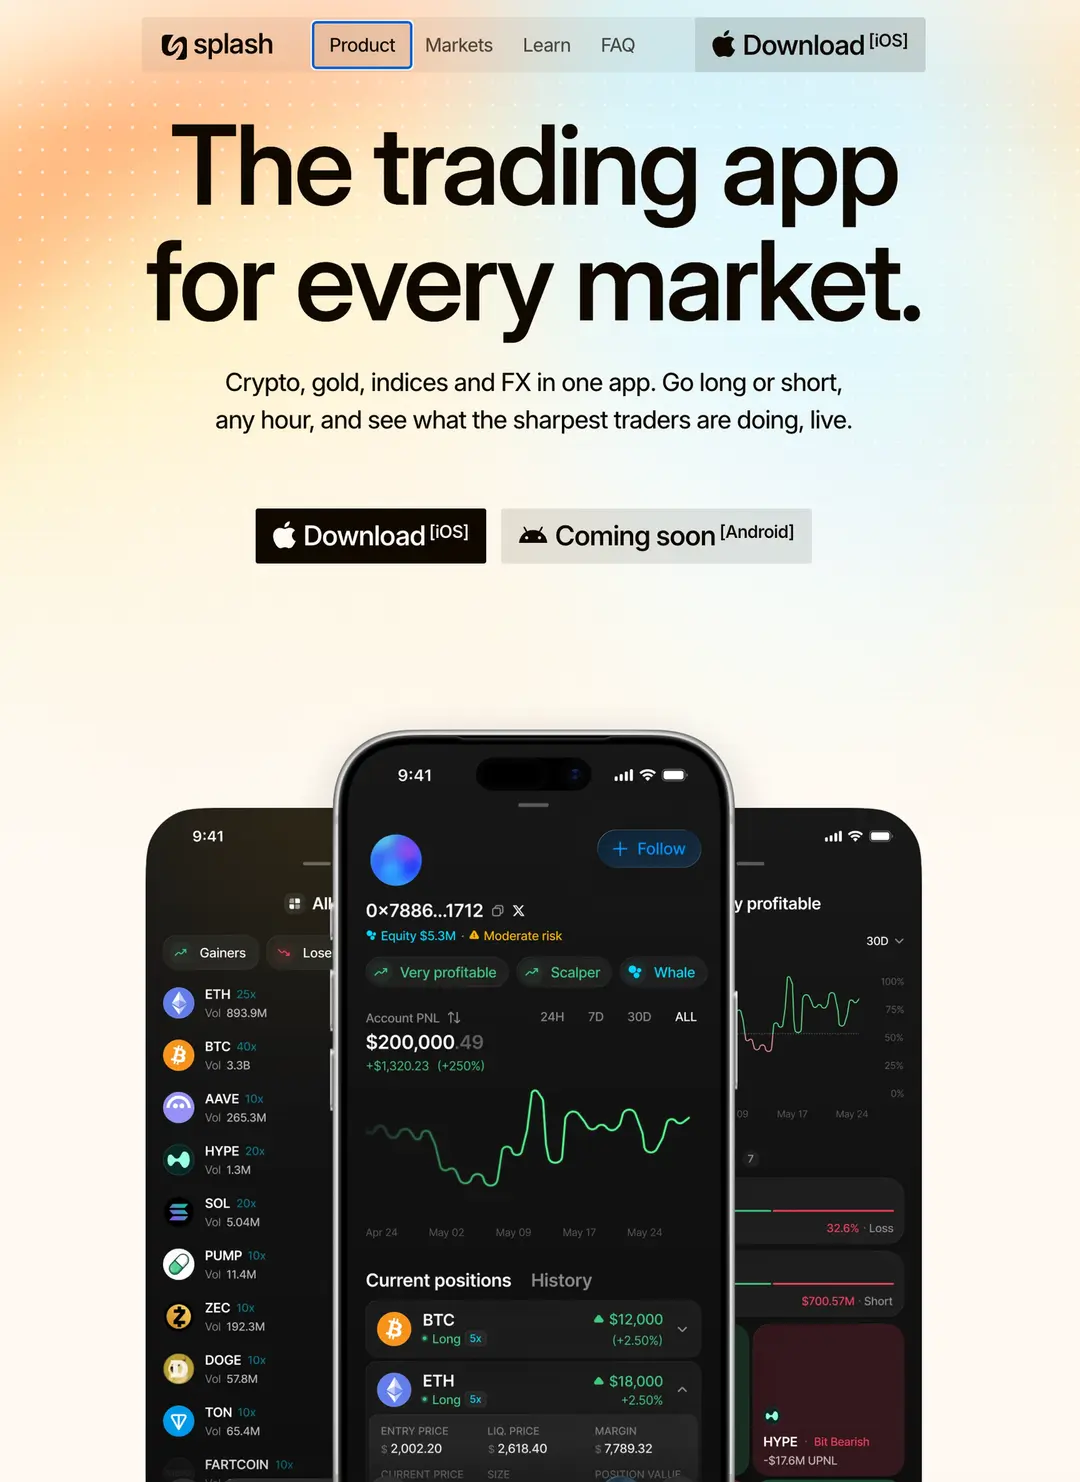 splash
Product
Markets
Learn
FAQ
Download [iOS]
The trading app
for every market.
Crypto, gold, indices and FX in one app. Go long or short,
any hour, and see what the sharpest traders are doing, live.
Download [iOS]
Coming soon [Android]
9:41
Gainers
ETH 25x
Vol 893.9M
BTC 40x
Vol 3.3B
AAVE 10x
Vol 265.3M
HYPE 20x
Vol 1.3M
SOL 20x
Vol 5.04M
PUMP 10x
Vol 11.4M
ZEC 10x
Vol 192.3M
DOGE 10x
Vol 57.8M
TON 10x
Vol 65.4M
FARTCOIN 10x
9:41
Follow
0x7886...1712
Equity $5.3M · Moderate risk
Very profitable
Scalper
Whale
Account PNL
24H 7D 30D ALL
$200,000.49
+$1,320.23 (+250%)
Apr 24 May 02 May 09 May 17 May 24
Current positions History
BTC
Long 5x
$12,000
(+2.50%)
ETH
Long 5x
$18,000
+2.50%
ENTRY PRICE LIQ. PRICE MARGIN
$ 2,002.20 $ 2,618.40 $ 7,789.32
CURRENT PRICE SIZE POSITION VALUE
y profitable
30D
100%
75%
50%
25%
0%
09 May 17 May 24
7
32.6% · Loss
$700.57M · Short
HYPE · Bit Bearish
-$17.6M UPNL